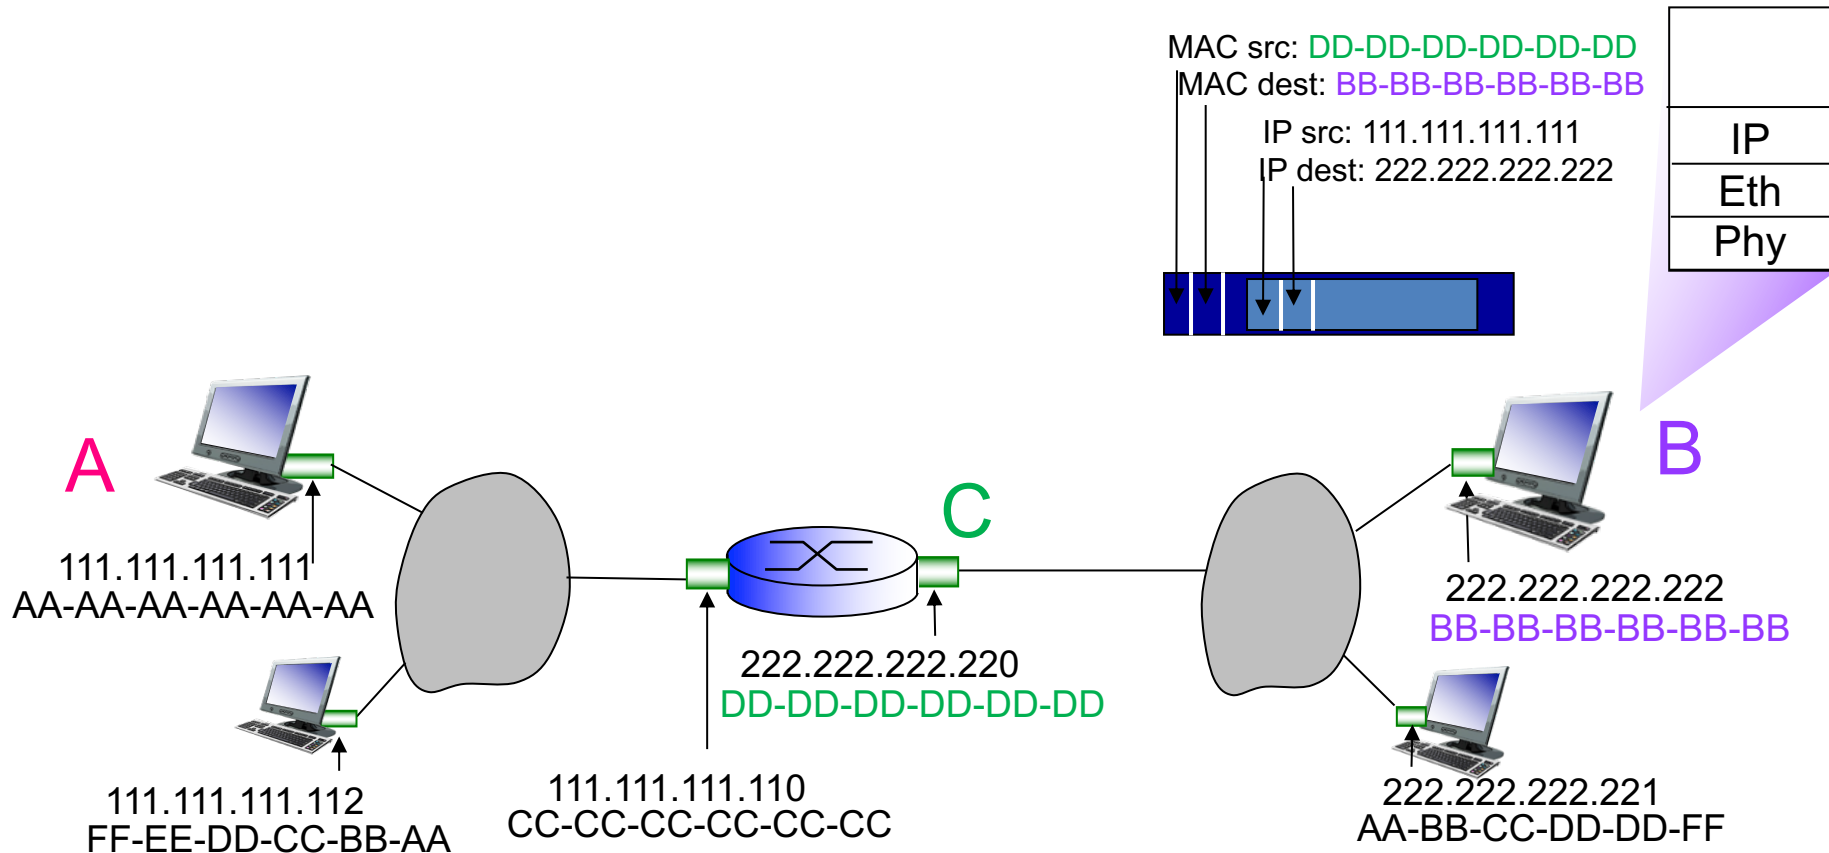 MAC src: DD-DD-DD-DD-DD-DD
MAC dest: BB-BB-BB-BB-BB-BB
IP src: 111.111.111.111
IP dest: 222.222.222.222
IP
Eth
Phy
A
B
C
111.111.111.111
AA-AA-AA-AA-AA-AA
222.222.222.222
BB-BB-BB-BB-BB-BB
222.222.222.220
DD-DD-DD-DD-DD-DD
111.111.111.112
FF-EE-DD-CC-BB-AA
111.111.111.110
CC-CC-CC-CC-CC-CC
222.222.222.221
AA-BB-CC-DD-DD-FF